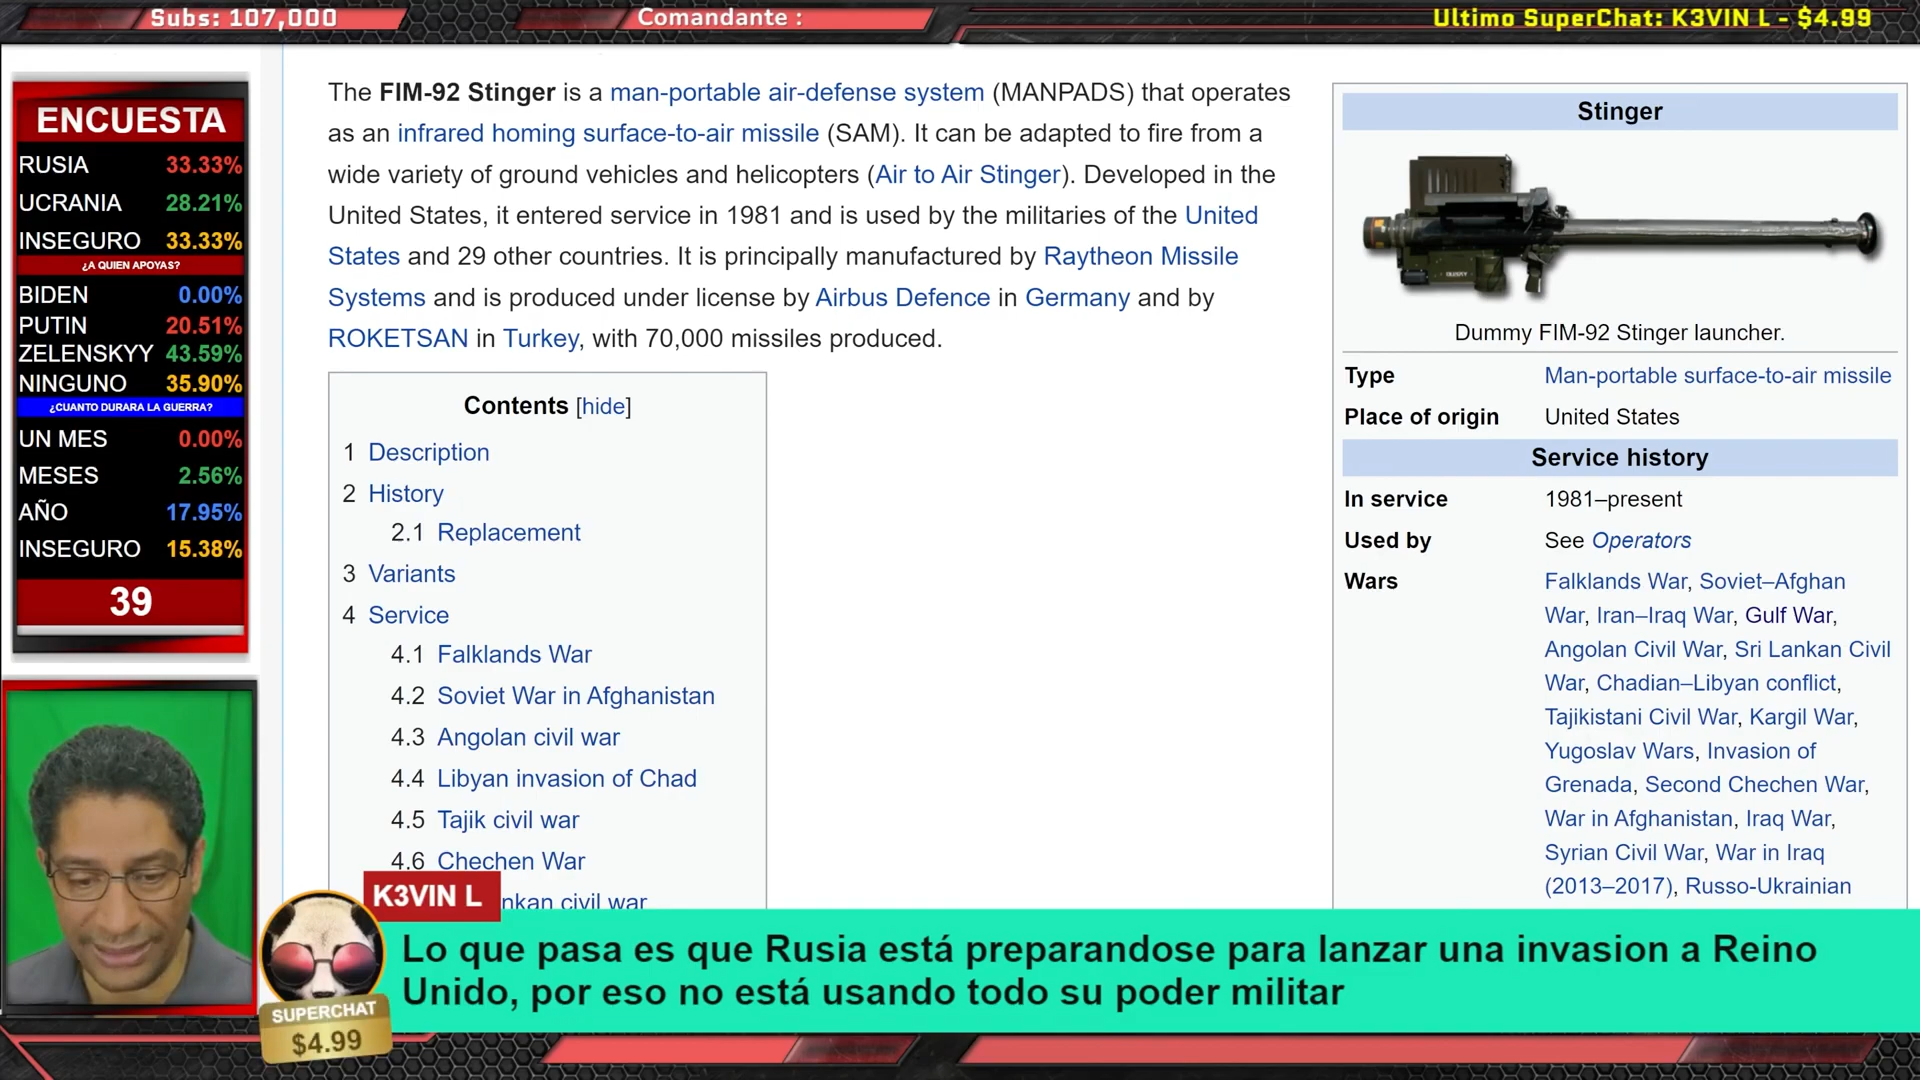 Subs: 107,000
Comandante :
Ultimo SuperChat: K3VIN L - $4.99
ENCUESTA
RUSIA 33.33%
UCRANIA 28.21%
INSEGURO 33.33%
¿A QUIEN APOYAS?
BIDEN 0.00%
PUTIN 20.51%
ZELENSKYY 43.59%
NINGUNO 35.90%
¿CUANTO DURARA LA GUERRA?
UN MES 0.00%
MESES 2.56%
AÑO 17.95%
INSEGURO 15.38%
39
The FIM-92 Stinger is a man-portable air-defense system (MANPADS) that operates
as an infrared homing surface-to-air missile (SAM). It can be adapted to fire from a
wide variety of ground vehicles and helicopters (Air to Air Stinger). Developed in the
United States, it entered service in 1981 and is used by the militaries of the United
States and 29 other countries. It is principally manufactured by Raytheon Missile
Systems and is produced under license by Airbus Defence in Germany and by
ROKETSAN in Turkey, with 70,000 missiles produced.
Contents [hide]
1 Description
2 History
2.1 Replacement
3 Variants
4 Service
4.1 Falklands War
4.2 Soviet War in Afghanistan
4.3 Angolan civil war
4.4 Libyan invasion of Chad
4.5 Tajik civil war
4.6 Chechen War
civil war
Stinger
Dummy FIM-92 Stinger launcher.
Type Man-portable surface-to-air missile
Place of origin United States
Service history
In service 1981–present
Used by See Operators
Wars Falklands War, Soviet–Afghan
War, Iran–Iraq War, Gulf War,
Angolan Civil War, Sri Lankan Civil
War, Chadian–Libyan conflict,
Tajikistani Civil War, Kargil War,
Yugoslav Wars, Invasion of
Grenada, Second Chechen War,
War in Afghanistan, Iraq War,
Syrian Civil War, War in Iraq
(2013–2017), Russo-Ukrainian
K3VIN L
Lo que pasa es que Rusia está preparandose para lanzar una invasion a Reino
Unido, por eso no está usando todo su poder militar
SUPERCHAT
$4.99